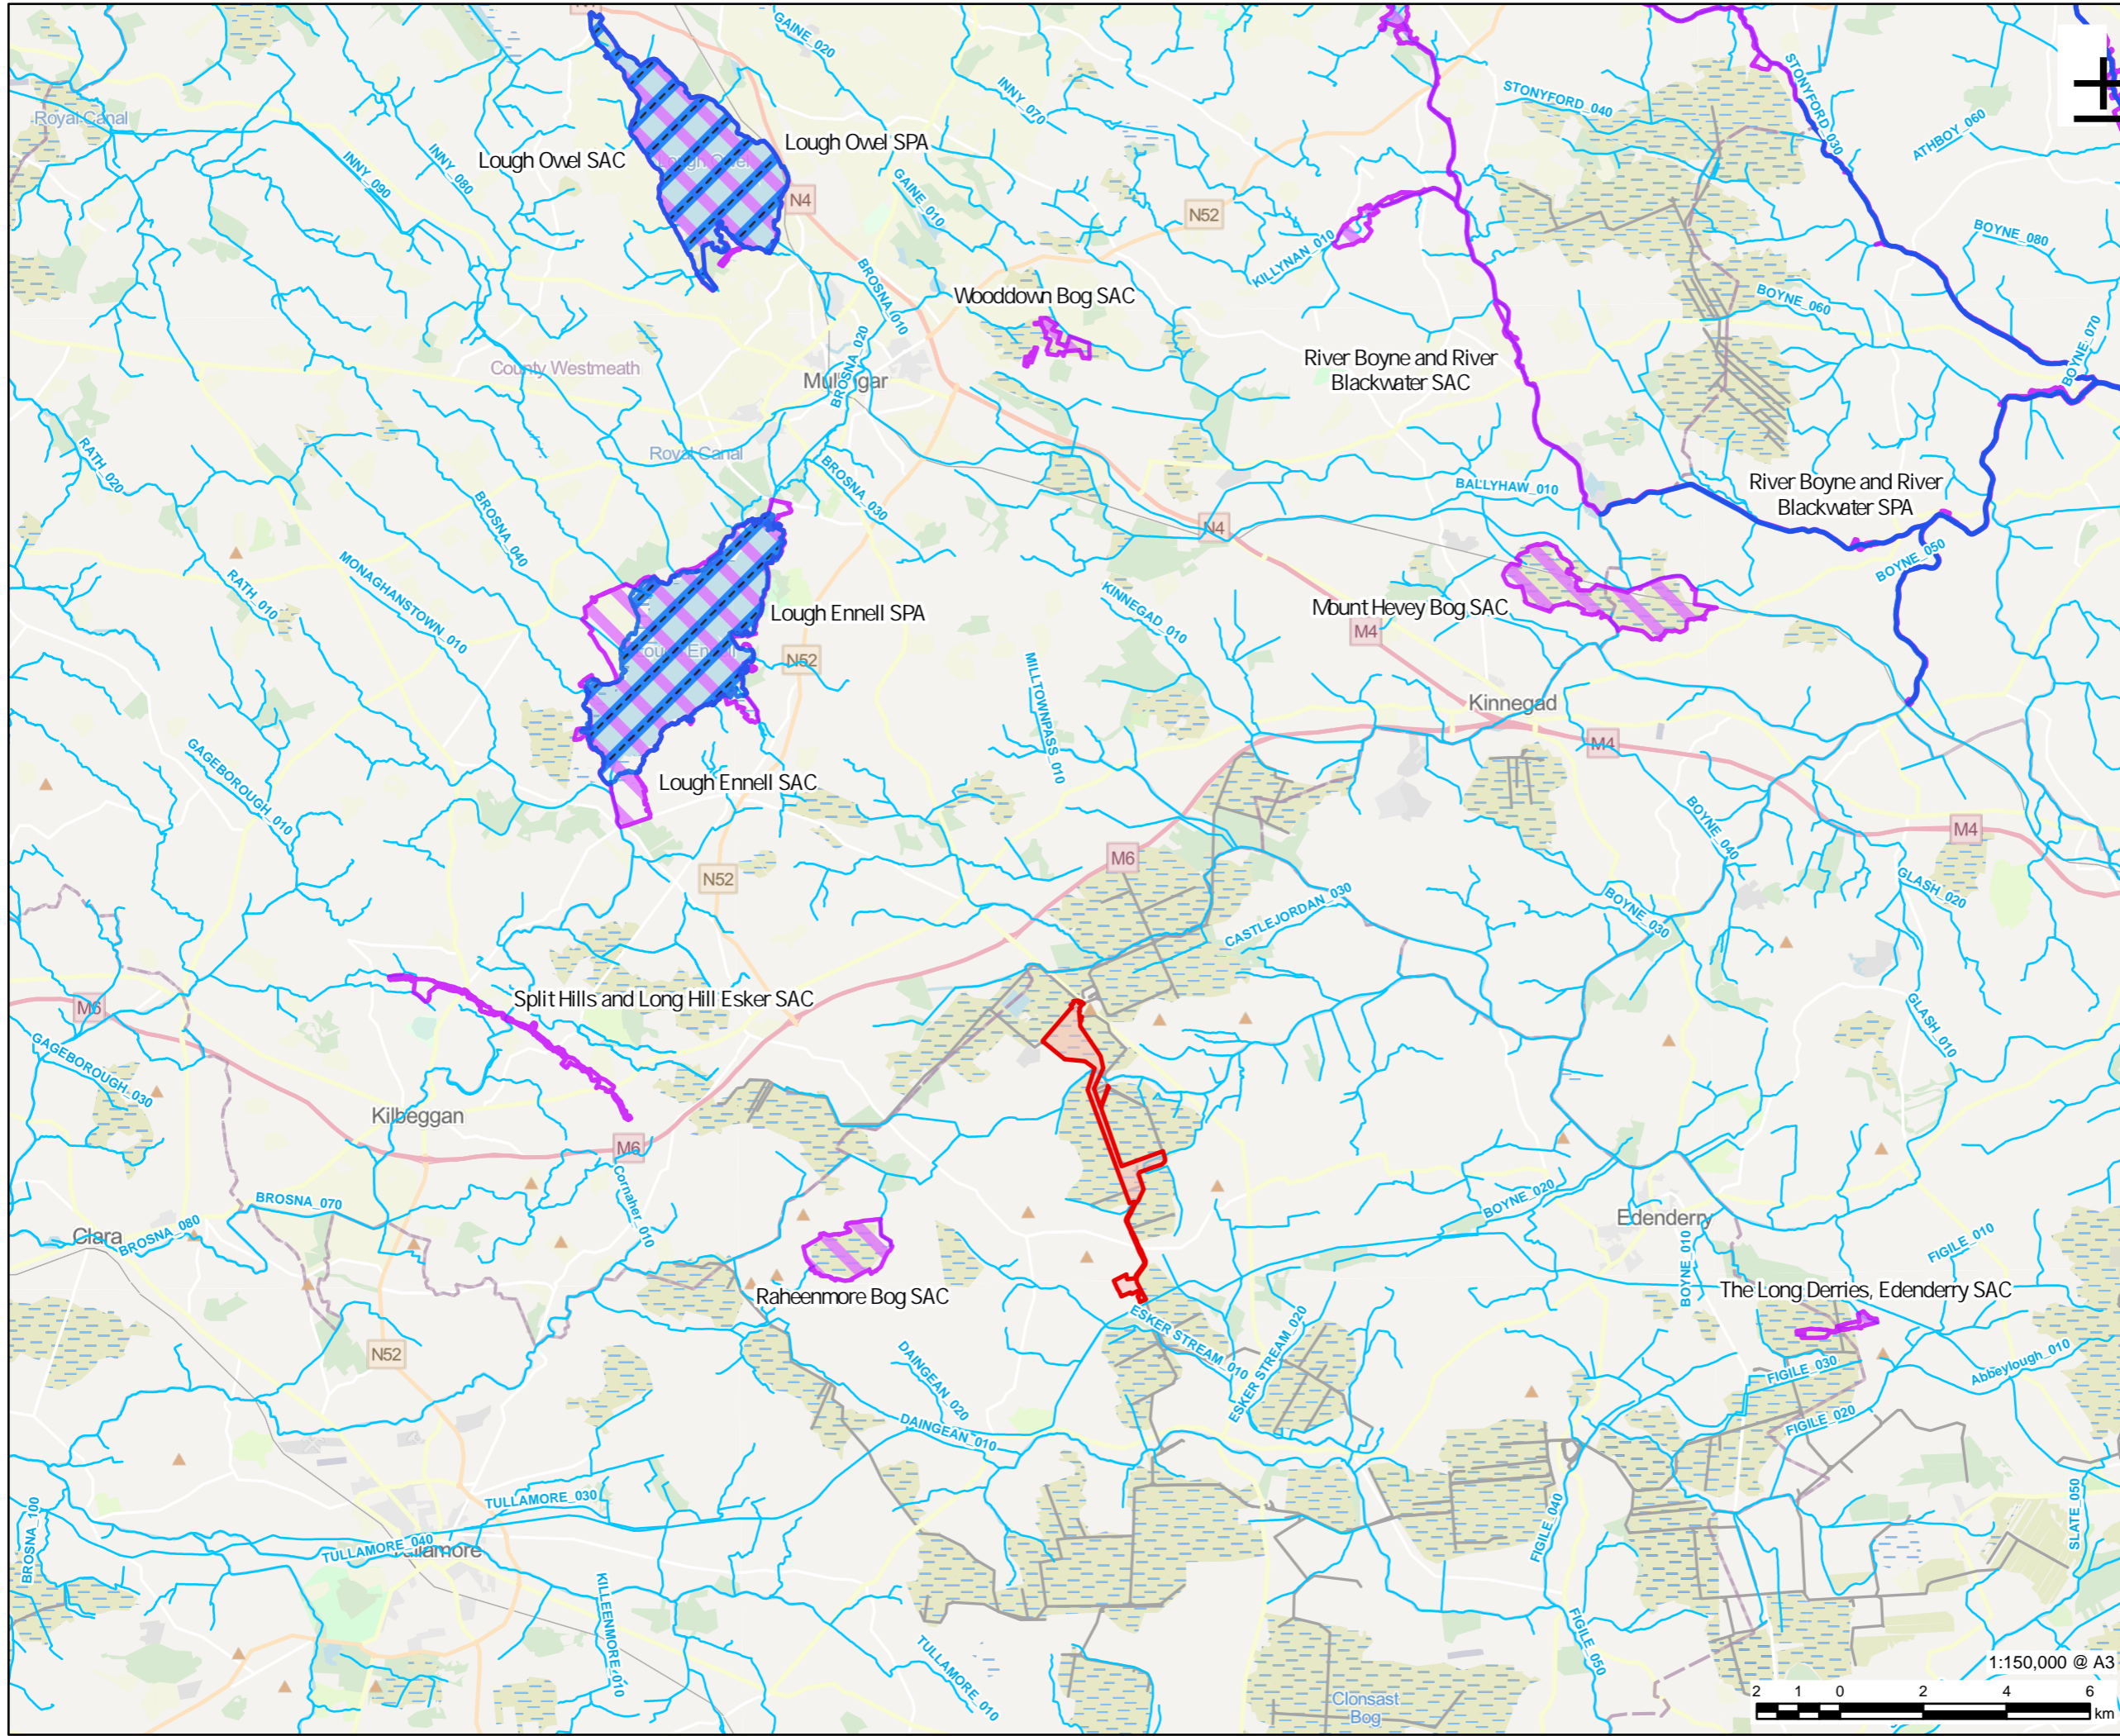 GAINE_020
Royal Canal
INNY_070
STONYFORD_040
STONYFORD_030
ATHBOY_060
INNY_090
INNY_080
Lough Owel SAC
Lough Owel SPA
N4
GAINE_010
N52
KILLYNAN_010
BOYNE_080
BROSNA_010
Wooddown Bog SAC
BOYNE_060
BROSNA_020
BOYNE_070
County Westmeath
Mullingar
River Boyne and River
Blackwater SAC
Royal Canal
RATH_020
BROSNA_030
BROSNA_040
BALLYHAW_010
River Boyne and River
Blackwater SPA
N4
BOYNE_050
RATH_010
MONAGHANSTOWN_010
KINNEGAD_010
Lough Ennell SPA
Mount Hevey Bog SAC
M4
N52
MILLTOWNPASS_010
Kinnegad
M4
GAGEBOROUGH_010
Lough Ennell SAC
BOYNE_040
M4
M6
N52
GLASH_020
CASTLEJORDAN_030
BOYNE_030
M6
Split Hills and Long Hill Esker SAC
GLASH_010
GAGEBOROUGH_030
Kilbeggan
M6
Cornaher_010
BROSNA_070
BOYNE_020
Edenderry
Clara
BROSNA_080
BOYNE_010
FIGILE_010
Raheenmore Bog SAC
The Long Derries, Edenderry SAC
ESKER STREAM_010
ESKER STREAM_020
N52
DAINGEAN_020
FIGILE_030
Abbeylough_010
DAINGEAN_010
FIGILE_020
TULLAMORE_030
BROSNA_100
TULLAMORE_040
FIGILE_040
SLATE_050
KILLEENMORE_010
FIGILE_050
TULLAMORE_010
Clonsast
Bog
1:150,000 @ A3
2 1 0 2 4 6
km